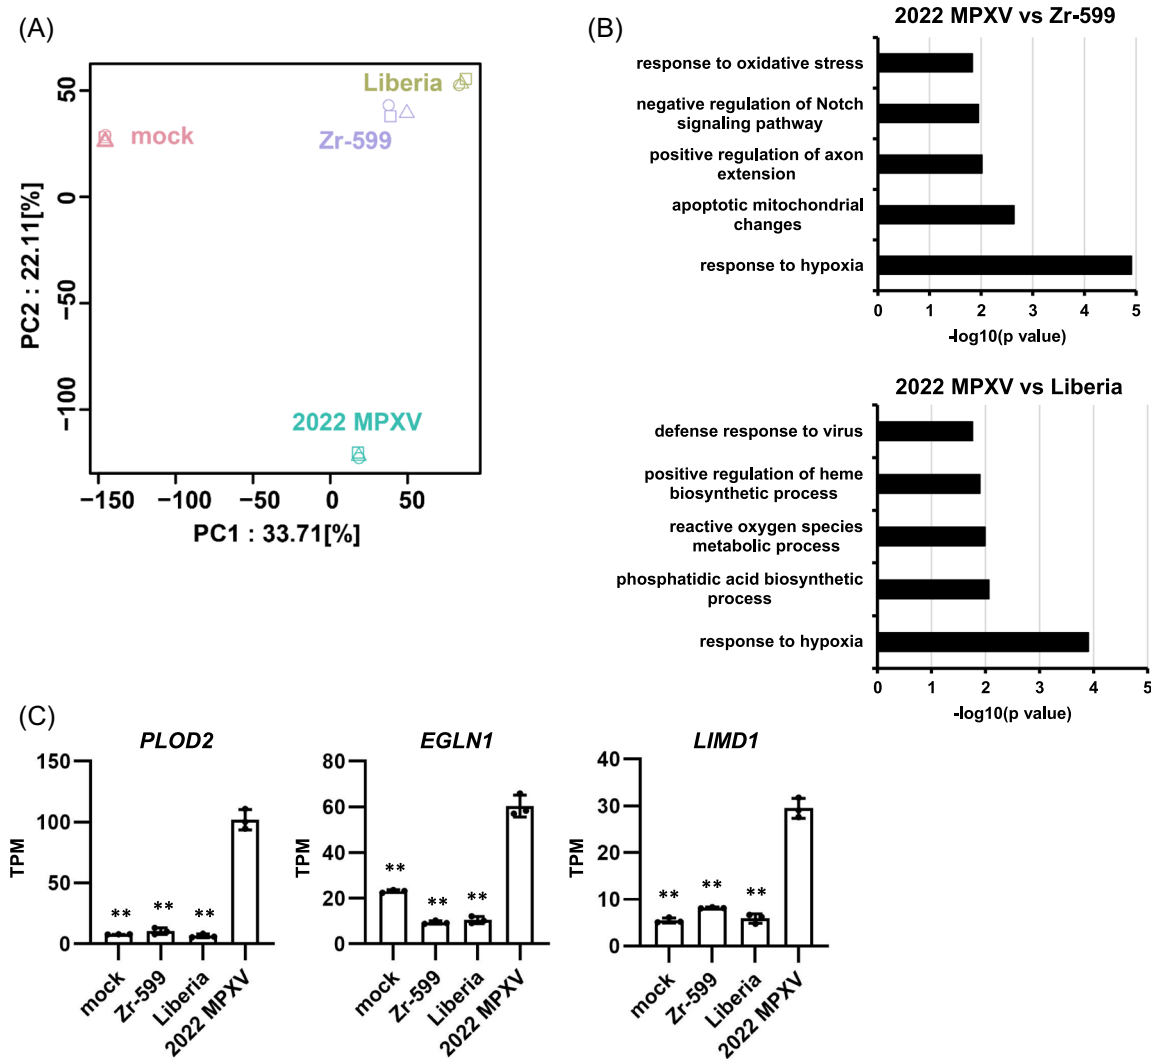 (A)
PC2 : 22.11[%]
50
0
−50
−100
Liberia
Zr-599
mock
2022 MPXV
−150
−100
−50
0
50
PC1 : 33.71[%]
(B)
2022 MPXV vs Zr-599
response to oxidative stress
negative regulation of Notch
signaling pathway
positive regulation of axon
extension
apoptotic mitochondrial
changes
response to hypoxia
0 1 2 3 4 5
-log10(p value)
2022 MPXV vs Liberia
defense response to virus
positive regulation of heme
biosynthetic process
reactive oxygen species
metabolic process
phosphatidic acid biosynthetic
process
response to hypoxia
0 1 2 3 4 5
-log10(p value)
(C)
PLOD2
TPM
150
100
50
0
** ** **
mock
Zr-599
Liberia
2022 MPXV
EGLN1
TPM
80
60
40
20
0
** ** **
mock
Zr-599
Liberia
2022 MPXV
LIMD1
TPM
40
30
20
10
0
** ** **
mock
Zr-599
Liberia
2022 MPXV